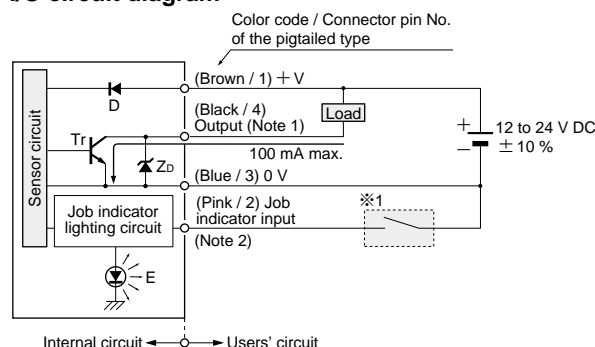 Color code / Connector pin No.
of the pigtailed type
(Brown / 1) +V
D
(Black / 4)
Output (Note 1)
Load
Tr
ZD
100 mA max.
+
12 to 24 V DC
−
± 10 %
Sensor circuit
(Blue / 3) 0 V
Job indicator
lighting circuit
(Pink / 2) Job
indicator input
※1
(Note 2)
E
Internal circuit
Users' circuit